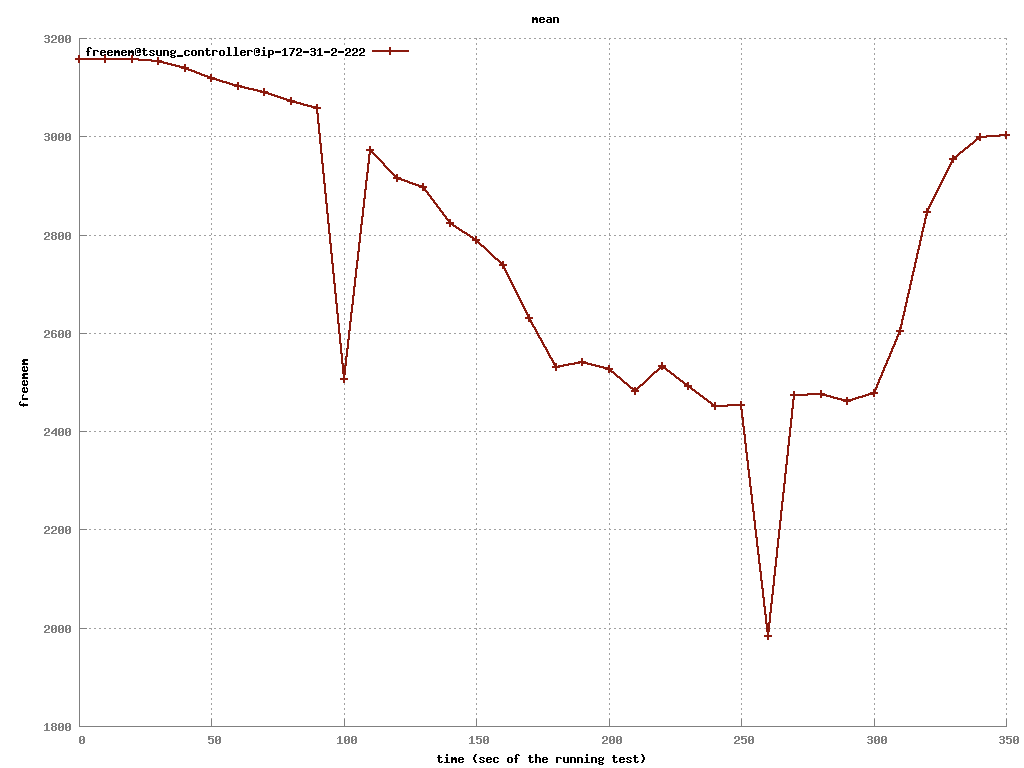 mean
3200
freemem@tsung_controller@ip-172-31-2-222
3000
2800
2600
freemem
2400
2200
2000
1800
0 50 100 150 200 250 300 350
time (sec of the running test)